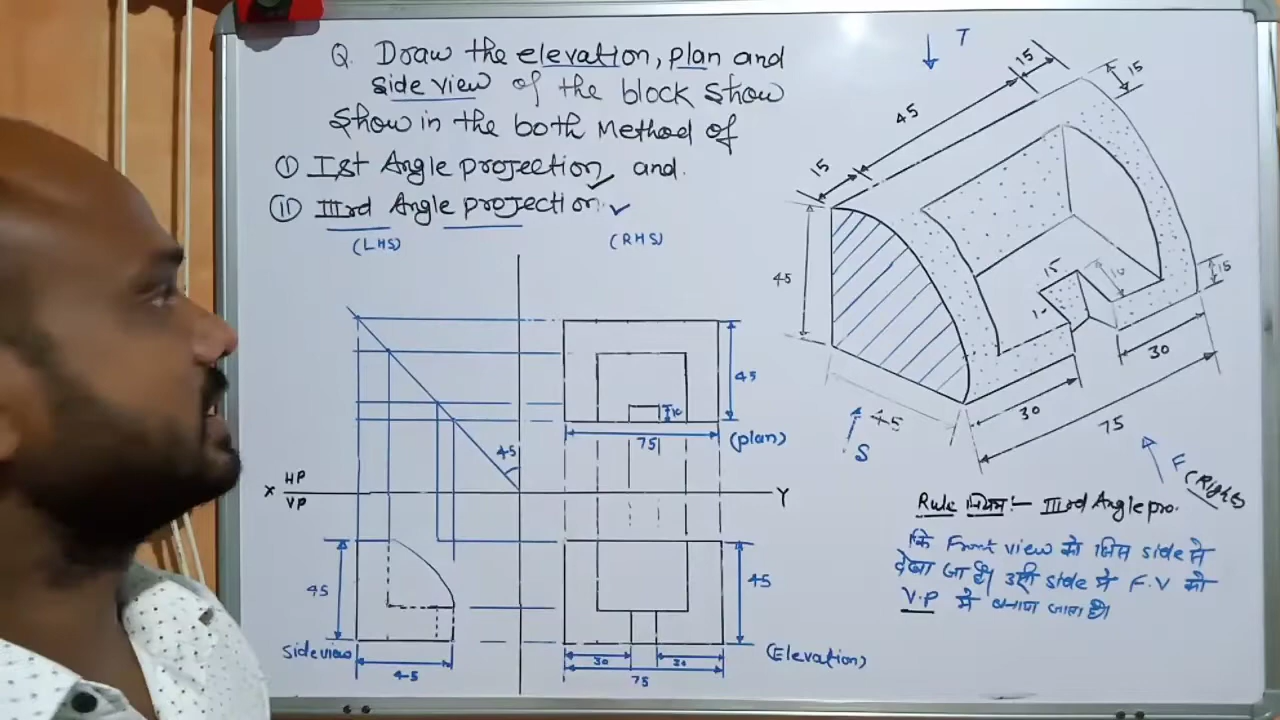 Q. Draw the elevation, plan and
side view of the block show
show in the both Method of
(i) Ist Angle projection, and.
(ii) IIIrd Angle projection.
(LHS)
(RHS)
T
15
15
45
15
45
15
10
15
30
30
75
45
S
F (Right)
45
75
10
(plan)
45
X
HP
VP
Y
45
45
Side view
45
30
30
75
(Elevation)
Rule नियम :- IIIrd Angle pro.
कि Front view को जिस side से
देखा जाता है। उसी side में F.V को
V.P में बनाया जाता है।